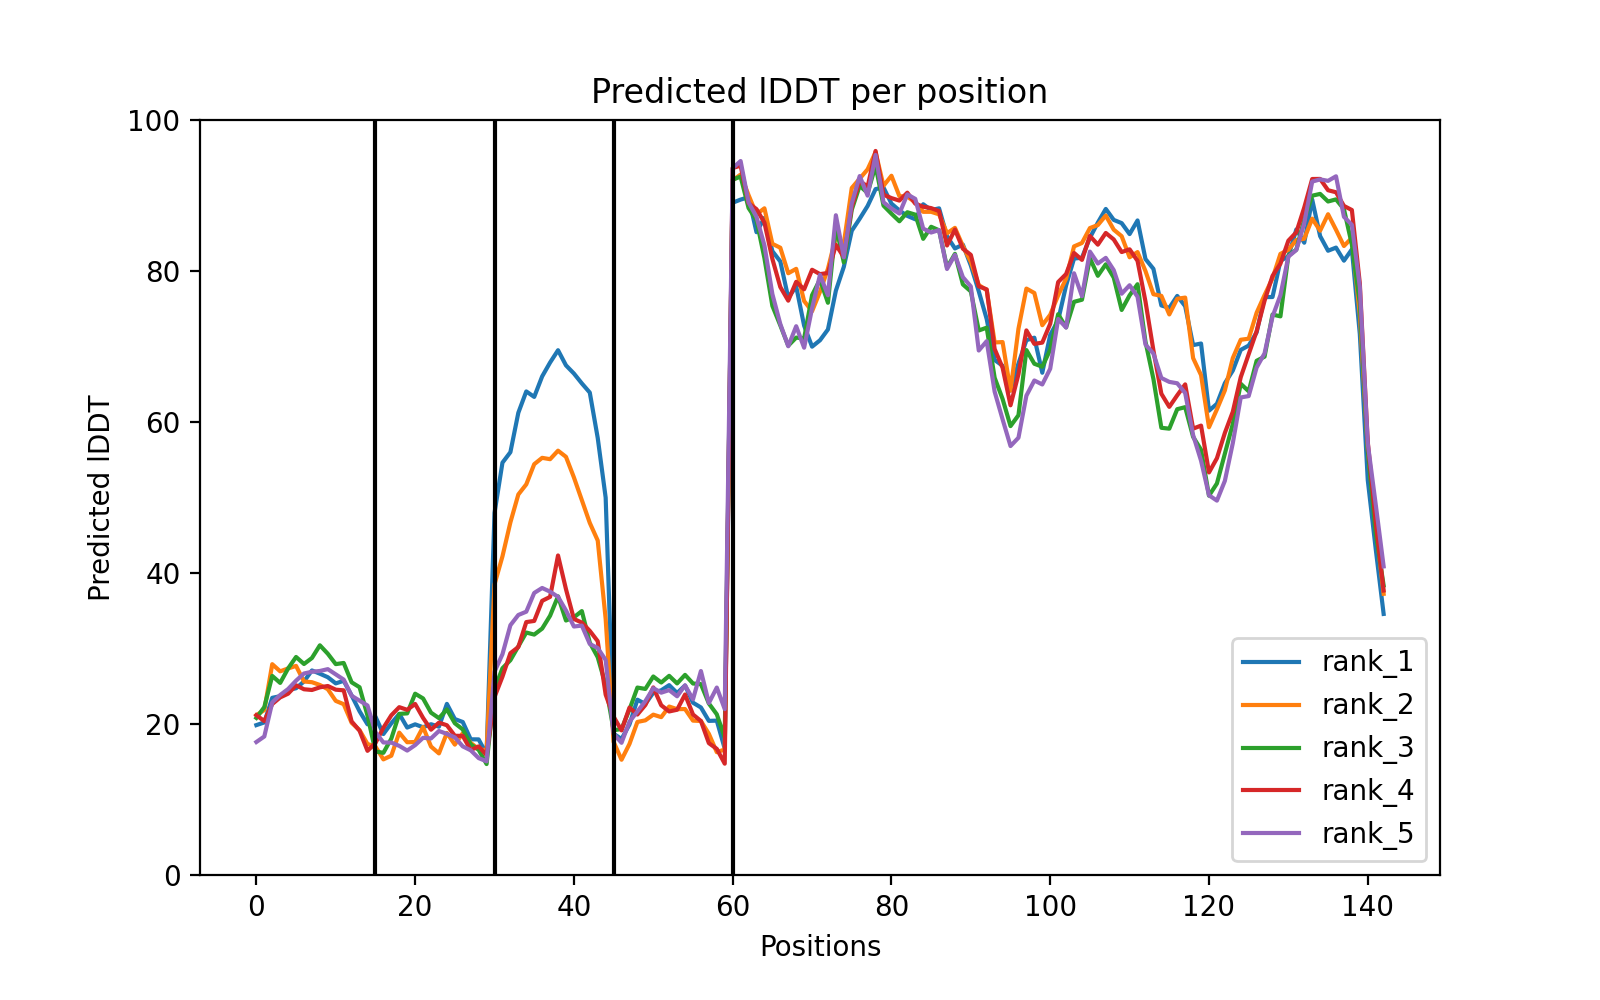 Predicted lDDT per position
100
80
60
40
20
0
Predicted lDDT
0 20 40 60 80 100 120 140
Positions
rank_1
rank_2
rank_3
rank_4
rank_5